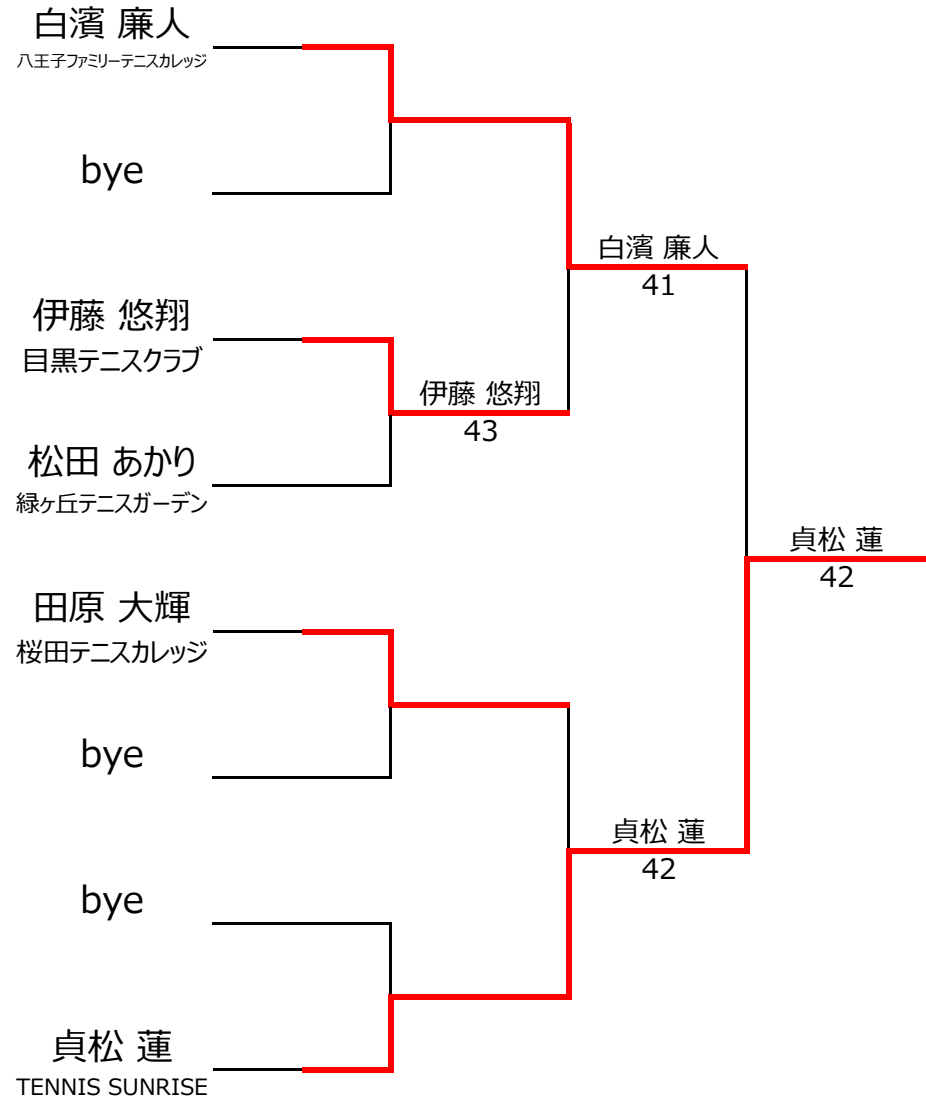 白濱 廉人
八王子ファミリーテニスカレッジ
bye
伊藤 悠翔
目黒テニスクラブ
松田 あかり
緑ヶ丘テニスガーデン
田原 大輝
桜田テニスカレッジ
bye
bye
貞松 蓮
TENNIS SUNRISE
伊藤 悠翔
43
白濱 廉人
41
貞松 蓮
42
貞松 蓮
42